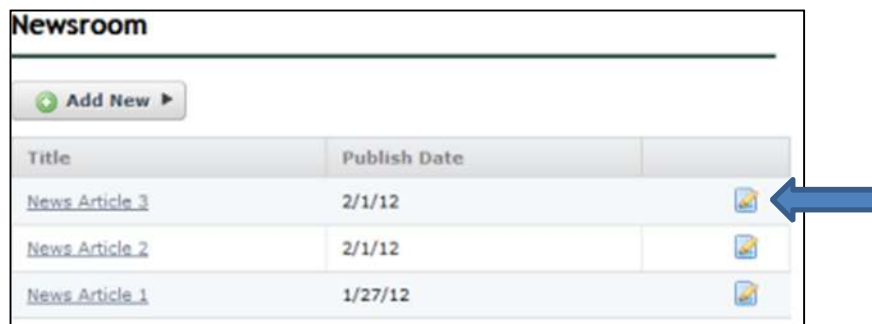 Newsroom
Add New
Title Publish Date
News Article 3 2/1/12
News Article 2 2/1/12
News Article 1 1/27/12